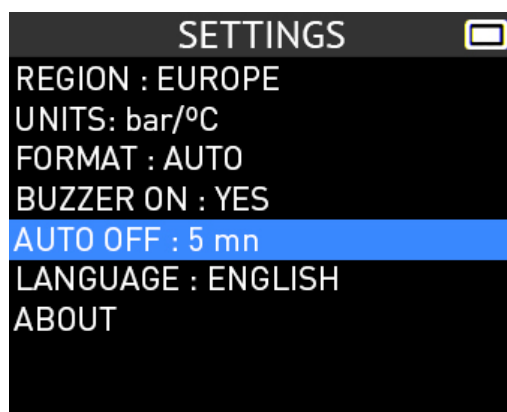 SETTINGS
REGION : EUROPE
UNITS: bar/ºC
FORMAT : AUTO
BUZZER ON : YES
AUTO OFF : 5 mn
LANGUAGE : ENGLISH
ABOUT